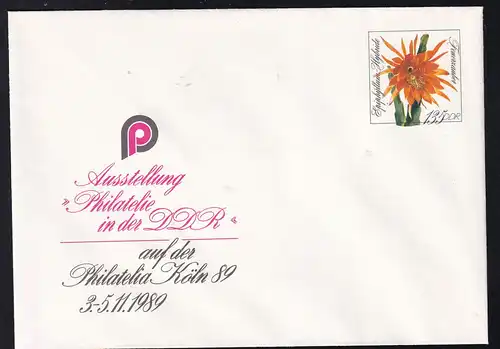 Epiphyllum-Hybride
Feuerzauber
135 DDR
p
Ausstellung
»Philatelie
in der DDR«
auf der
Philatelia Köln 89
3.-5.11.1989